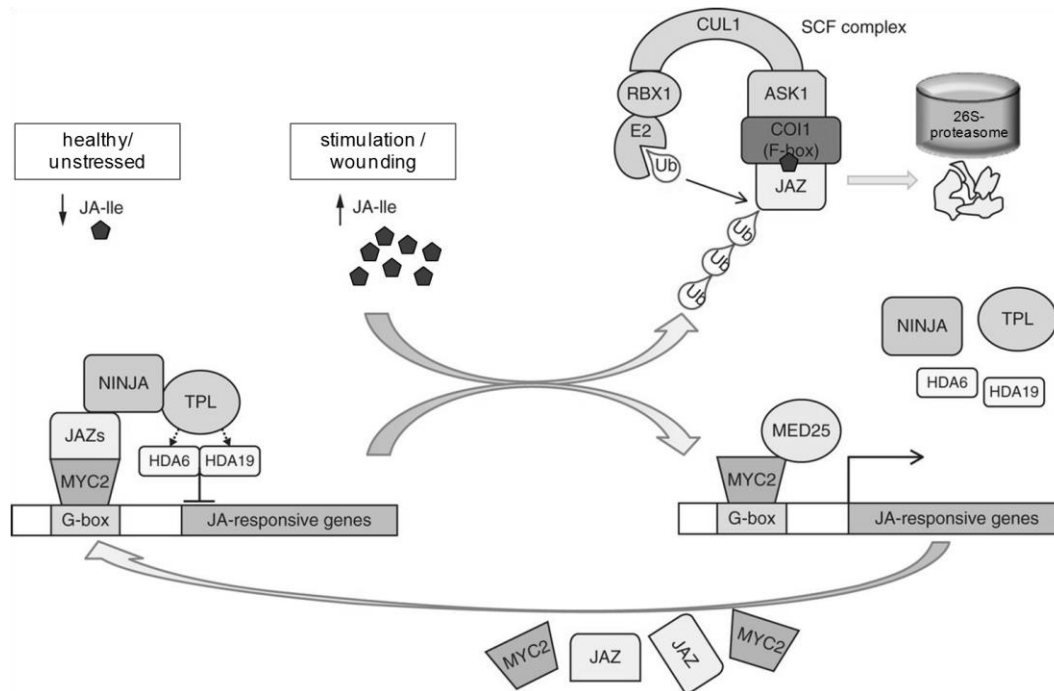 CUL1
SCF complex
RBX1
ASK1
E2
COI1
(F-box)
Ub
JAZ
26S-
proteasome
healthy/
unstressed
stimulation /
wounding
JA-Ile
JA-Ile
Ub
Ub
Ub
NINJA
TPL
HDA6
HDA19
NINJA
TPL
JAZs
HDA6
HDA19
MYC2
G-box
JA-responsive genes
MED25
MYC2
G-box
JA-responsive genes
MYC2
JAZ
JAZ
MYC2